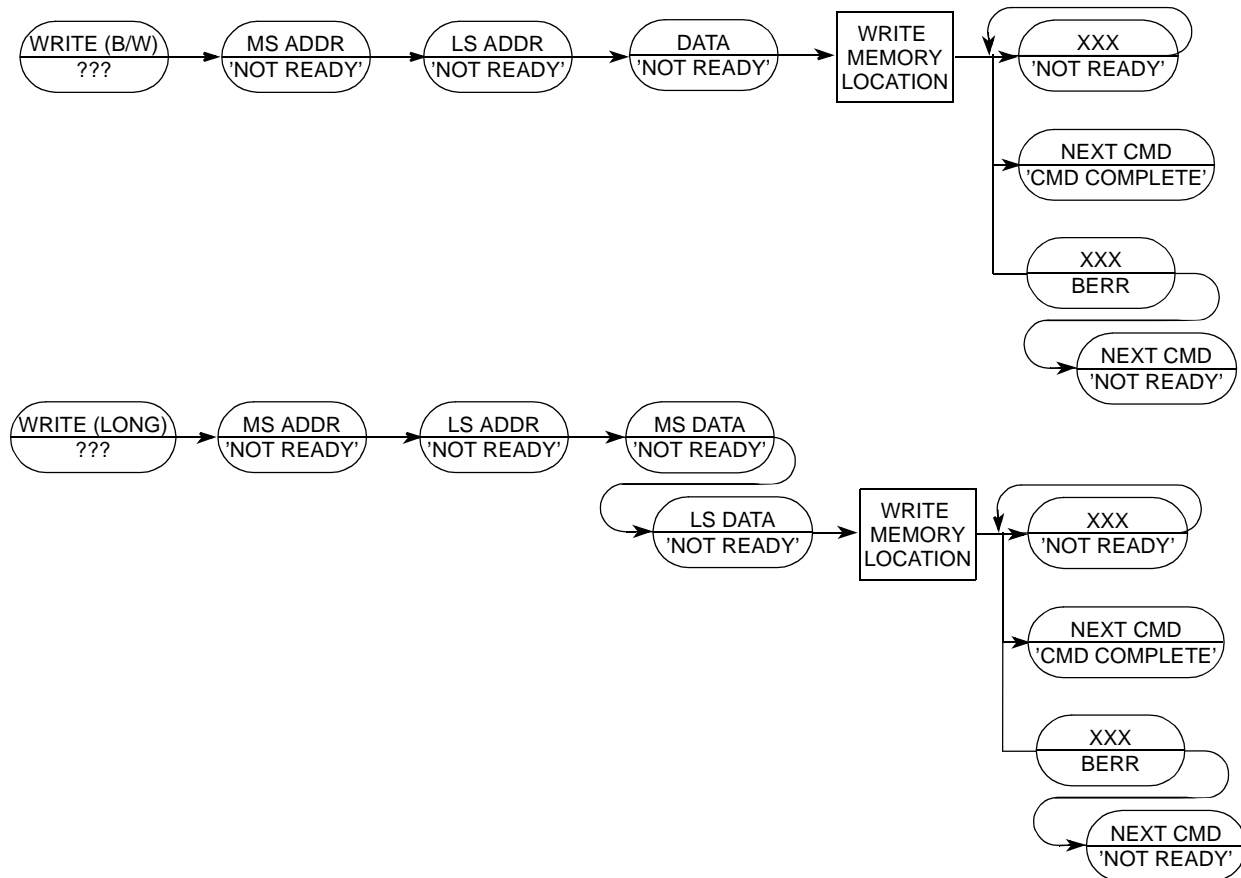 WRITE (B/W)
???
MS ADDR
'NOT READY'
LS ADDR
'NOT READY'
DATA
'NOT READY'
WRITE
MEMORY
LOCATION
XXX
'NOT READY'
NEXT CMD
'CMD COMPLETE'
XXX
BERR
NEXT CMD
'NOT READY'
WRITE (LONG)
???
MS ADDR
'NOT READY'
LS ADDR
'NOT READY'
MS DATA
'NOT READY'
LS DATA
'NOT READY'
WRITE
MEMORY
LOCATION
XXX
'NOT READY'
NEXT CMD
'CMD COMPLETE'
XXX
BERR
NEXT CMD
'NOT READY'